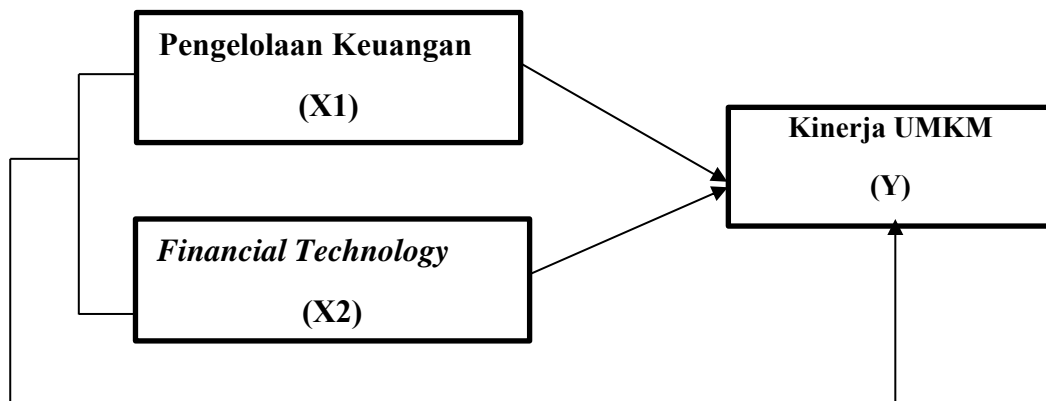 Pengelolaan Keuangan
(X1)
Kinerja UMKM
(Y)
Financial Technology
(X2)